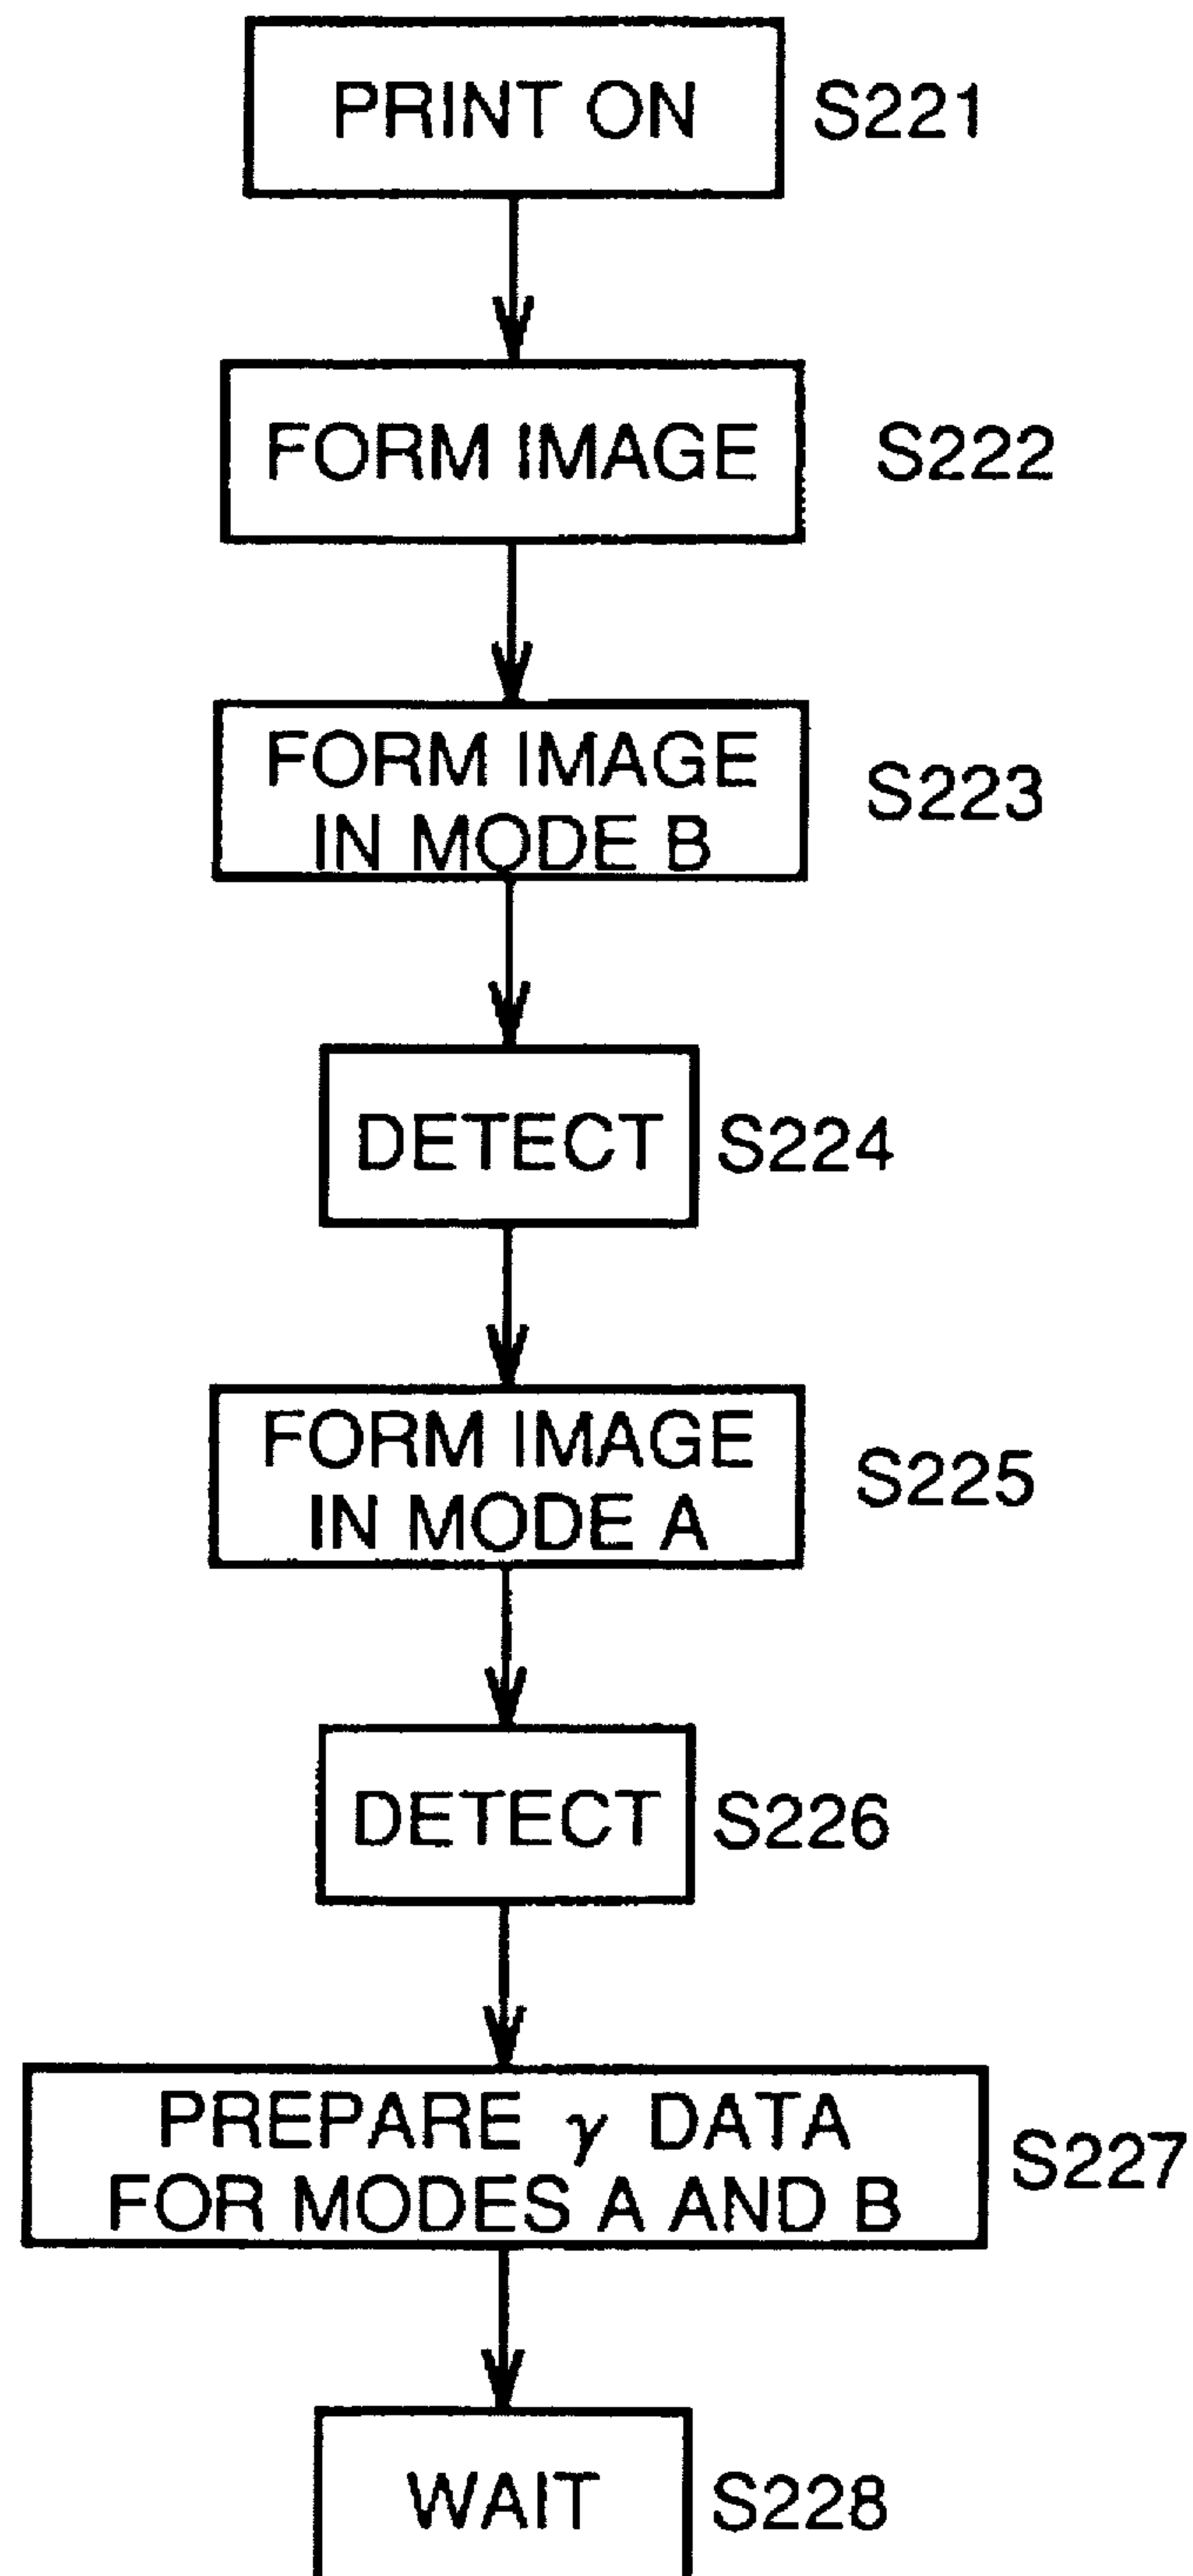 PRINT ON S221
FORM IMAGE S222
FORM IMAGE
IN MODE B
S223
DETECT S224
FORM IMAGE
IN MODE A
S225
DETECT S226
PREPARE γ DATA
FOR MODES A AND B
S227
WAIT S228